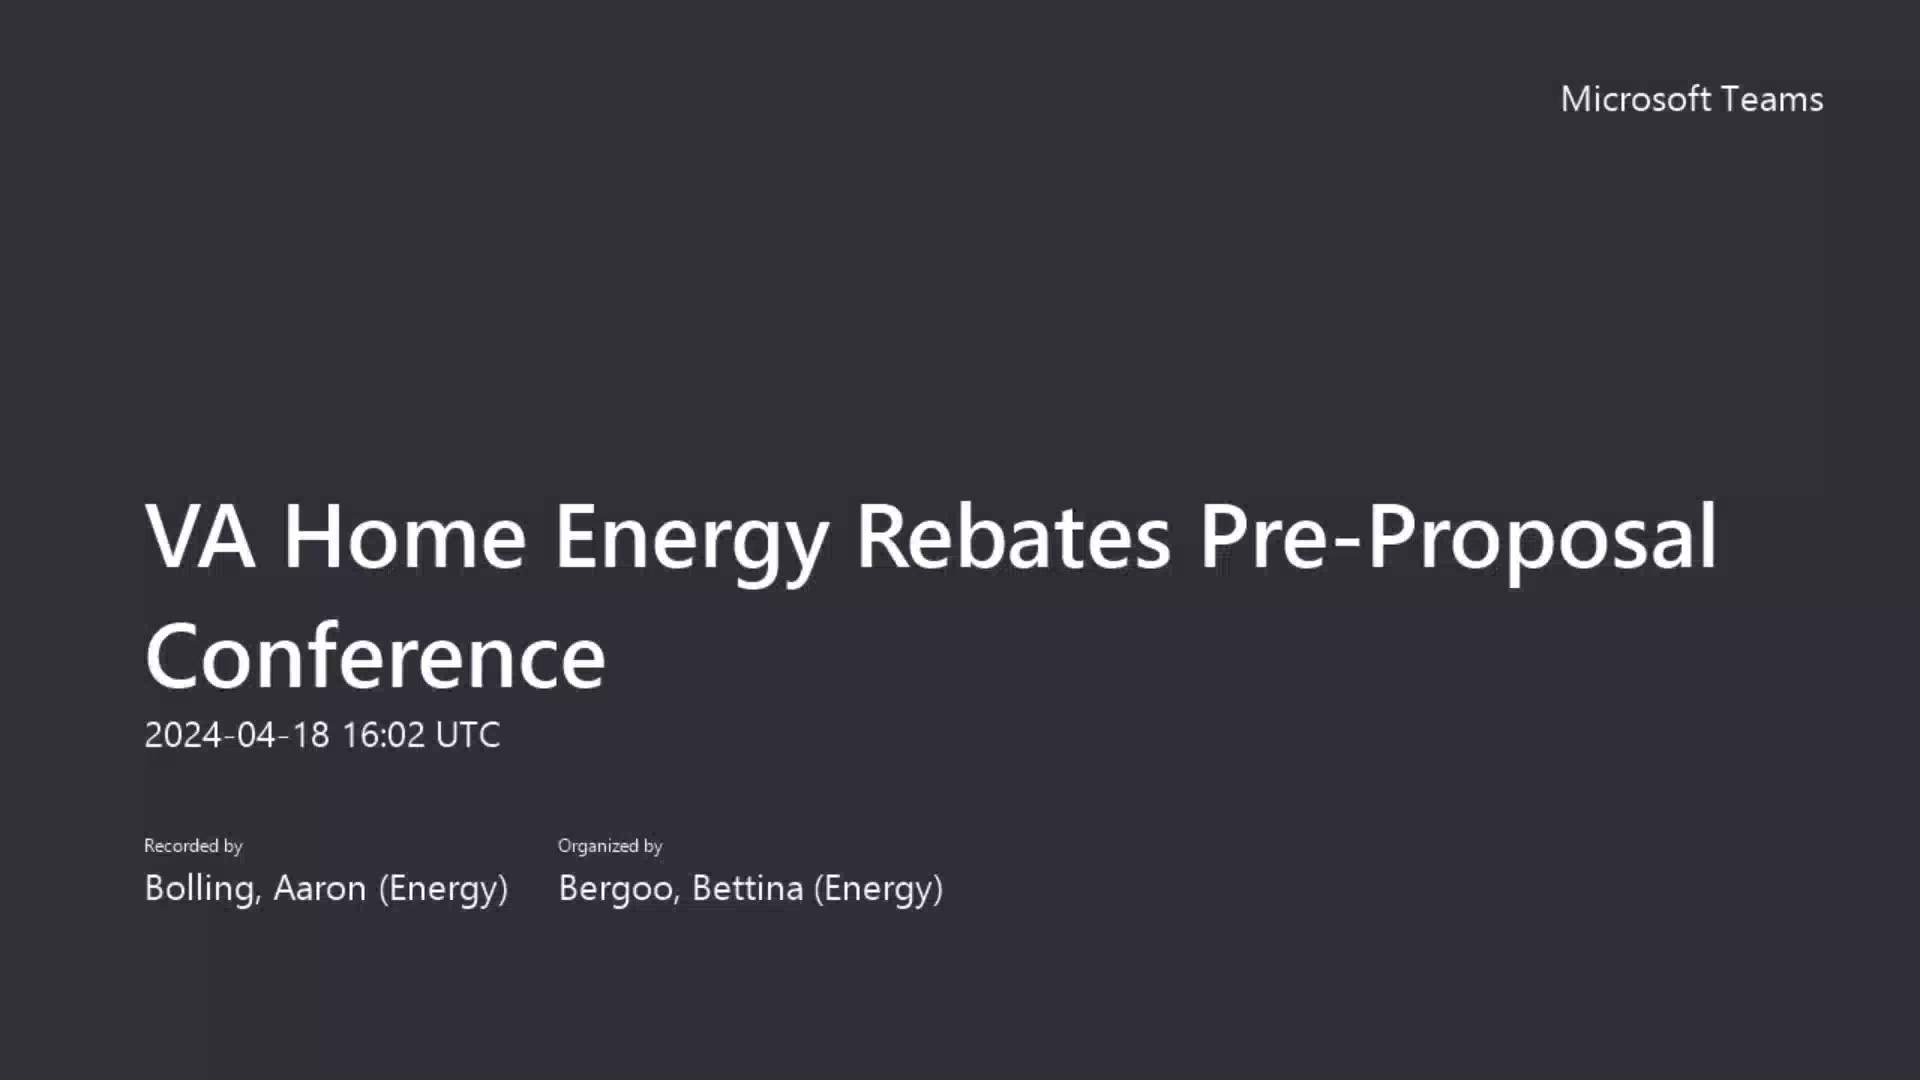 Microsoft Teams
VA Home Energy Rebates Pre-Proposal
Conference
2024-04-18 16:02 UTC
Recorded by
Bolling, Aaron (Energy)
Organized by
Bergoo, Bettina (Energy)